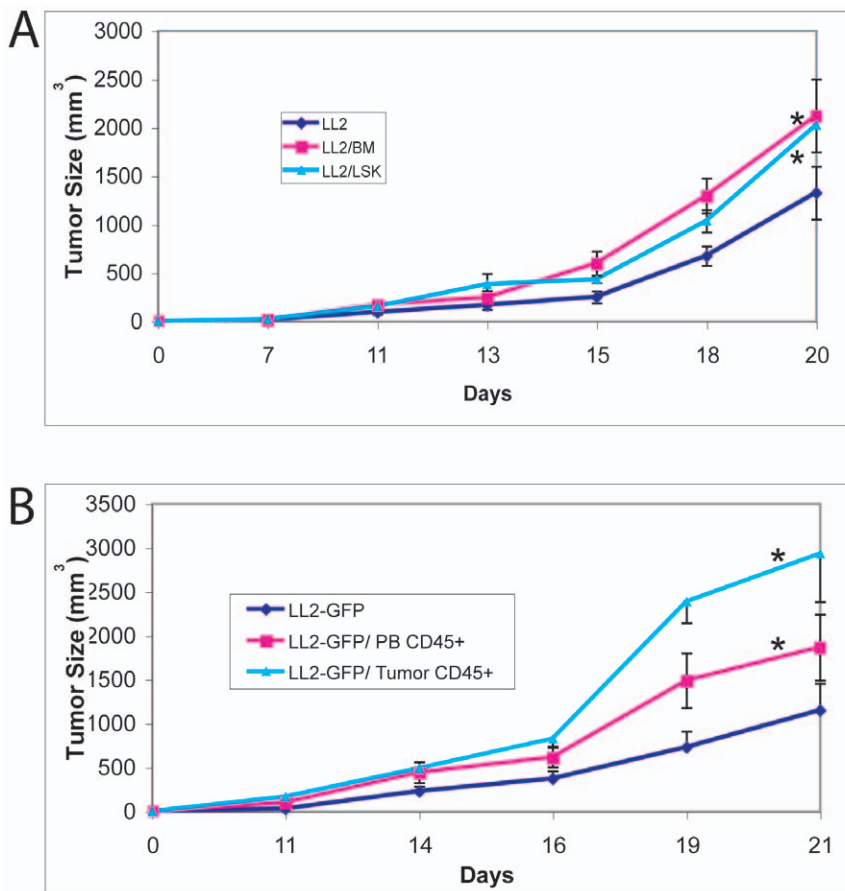 A
Tumor Size (mm3)
3000
2500
2000
1500
1000
500
0
LL2
LL2/BM
LL2/LSK
*
*
0 7 11 13 15 18 20
Days
B
Tumor Size (mm3)
3500
3000
2500
2000
1500
1000
500
0
LL2-GFP
LL2-GFP/ PB CD45+
LL2-GFP/ Tumor CD45+
*
*
0 11 14 16 19 21
Days